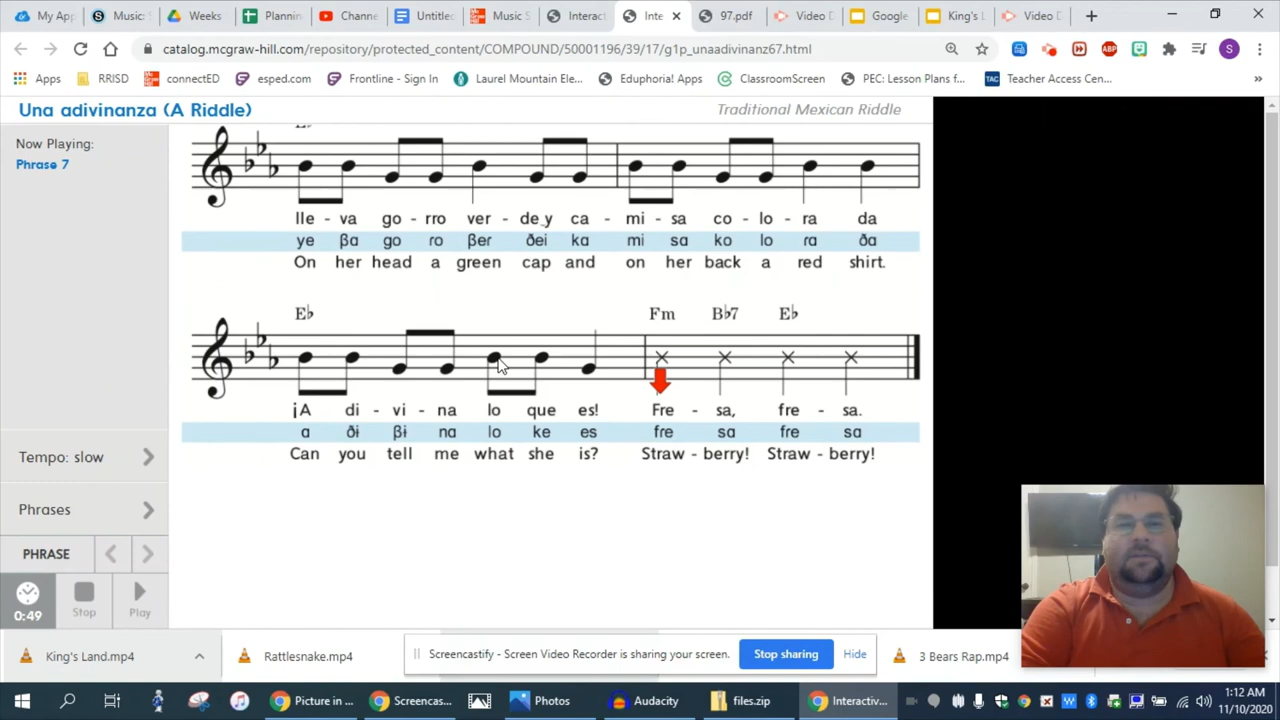 My App
Music:
Weeks
Plannin
Channe
Untitle
Music S
Interact
Inte
97.pdf
Video D
Google
King's L
Video D
catalog.mcgraw-hill.com/repository/protected_content/COMPOUND/50001196/39/17/g1p_unaadivinanz67.html
Apps
RRISD
connectED
esped.com
Frontline - Sign In
Laurel Mountain Ele...
Eduphoria! Apps
ClassroomScreen
PEC: Lesson Plans f...
Teacher Access Cen...
Una adivinanza (A Riddle)
Traditional Mexican Riddle
Now Playing:
Phrase 7
lle - va go - rro ver - de_y ca - mi - sa co - lo - ra da
ye βa go ro βer ðei ka mi sa ko lo ra ða
On her head a green cap and on her back a red shirt.
E♭ Fm B♭7 E♭
¡A di - vi - na lo que es! Fre - sa, fre - sa.
a ði βi na lo ke es fre sa fre sa
Can you tell me what she is? Straw - berry! Straw - berry!
Tempo: slow
Phrases
PHRASE
0:49
Stop
Play
King's Land.mp4
Rattlesnake.mp4
Screencastify - Screen Video Recorder is sharing your screen.
Stop sharing
Hide
3 Bears Rap.mp4
Picture in ...
Screencas...
Photos
Audacity
files.zip
Interactiv...
1:12 AM
11/10/2020